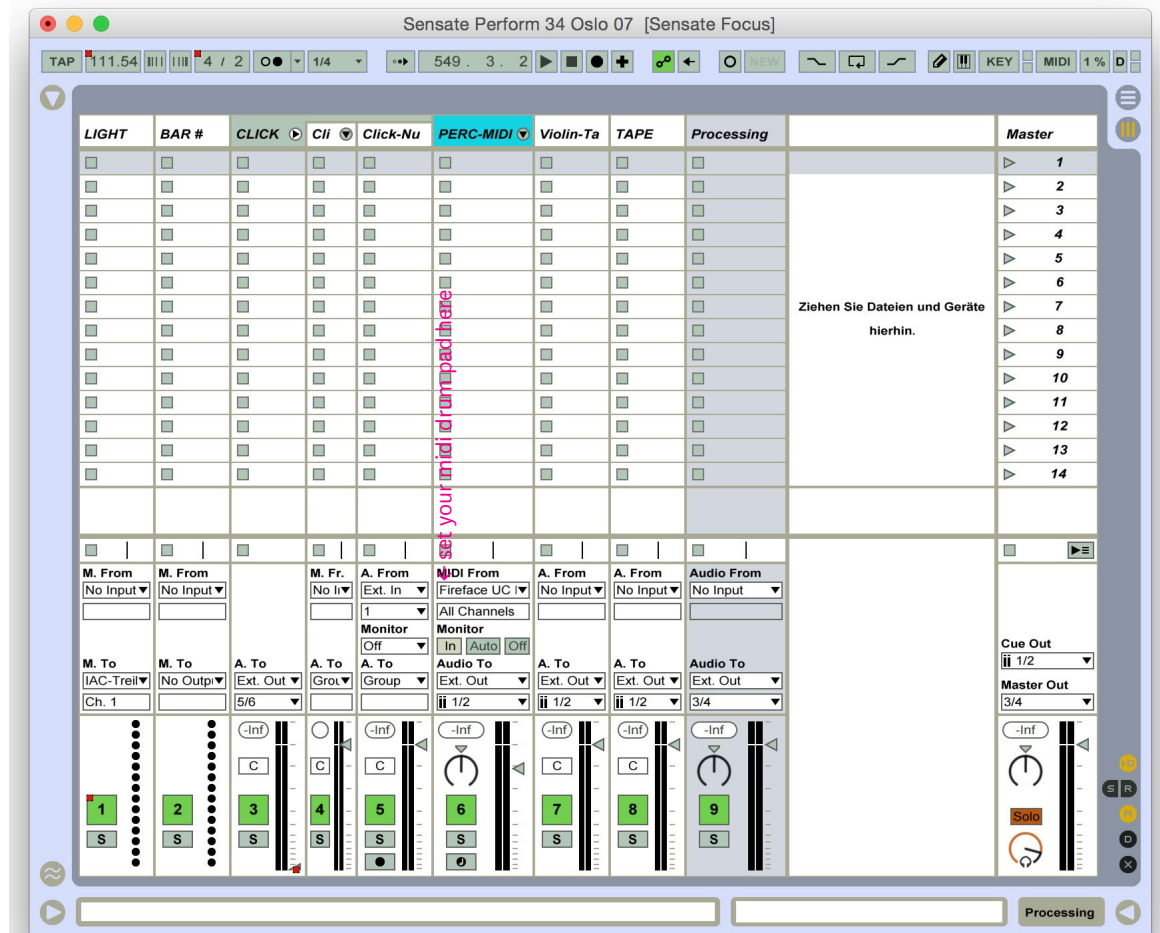 Sensate Perform 34 Oslo 07 [Sensate Focus]
TAP 111.54 4 / 2 1/4 549 . 3 . 2 NEW KEY MIDI 1 % D
LIGHT BAR # CLICK Cli Click-Nu PERC-MIDI Violin-Ta TAPE Processing Master
1
2
3
4
5
6
Ziehen Sie Dateien und Geräte 7
hierhin. 8
9
10
11
12
13
14
← set your midi drum pad here
M. From M. From M. Fr. A. From MIDI From A. From A. From Audio From
No Input No Input Ext. In Fireface UC No Input No Input No Input
1 All Channels
Monitor Monitor
Off In Auto Off
Cue Out
ii 1/2
M. To M. To A. To A. To A. To Audio To A. To A. To Audio To
IAC-Treil No Outpu Ext. Out Grou Group Ext. Out Ext. Out Ext. Out Ext. Out
Master Out
Ch. 1 5/6 ii 1/2 ii 1/2 ii 1/2 3/4 3/4
-Inf -Inf -Inf -Inf -Inf -Inf -Inf
C C C C C
S R
1 2 3 4 5 6 7 8 9 Solo
S S S S S S S S S
D
X
Processing